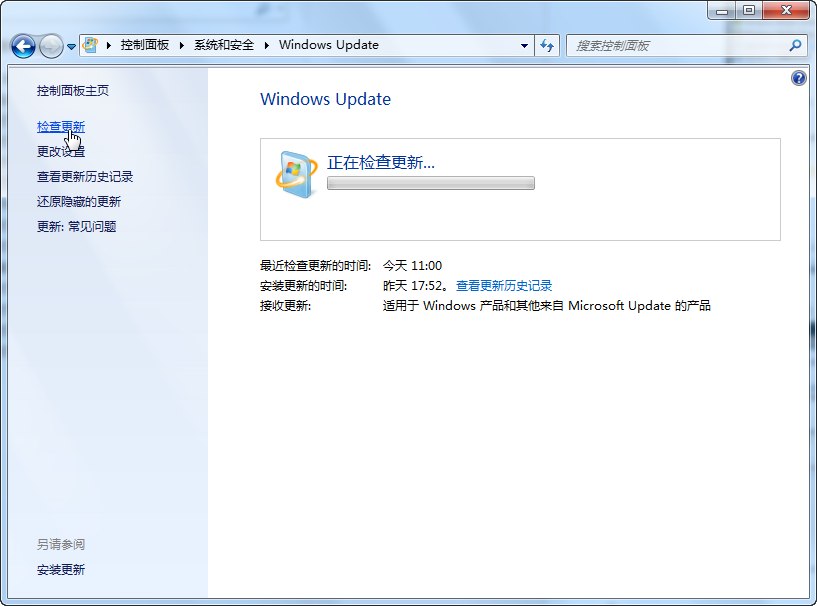 控制面板 系统和安全 Windows Update
搜索控制面板
控制面板主页
检查更新
更改设置
查看更新历史记录
还原隐藏的更新
更新: 常见问题
另请参阅
安装更新
Windows Update
正在检查更新...
最近检查更新的时间: 今天 11:00
安装更新的时间: 昨天 17:52。 查看更新历史记录
接收更新: 适用于 Windows 产品和其他来自 Microsoft Update 的产品